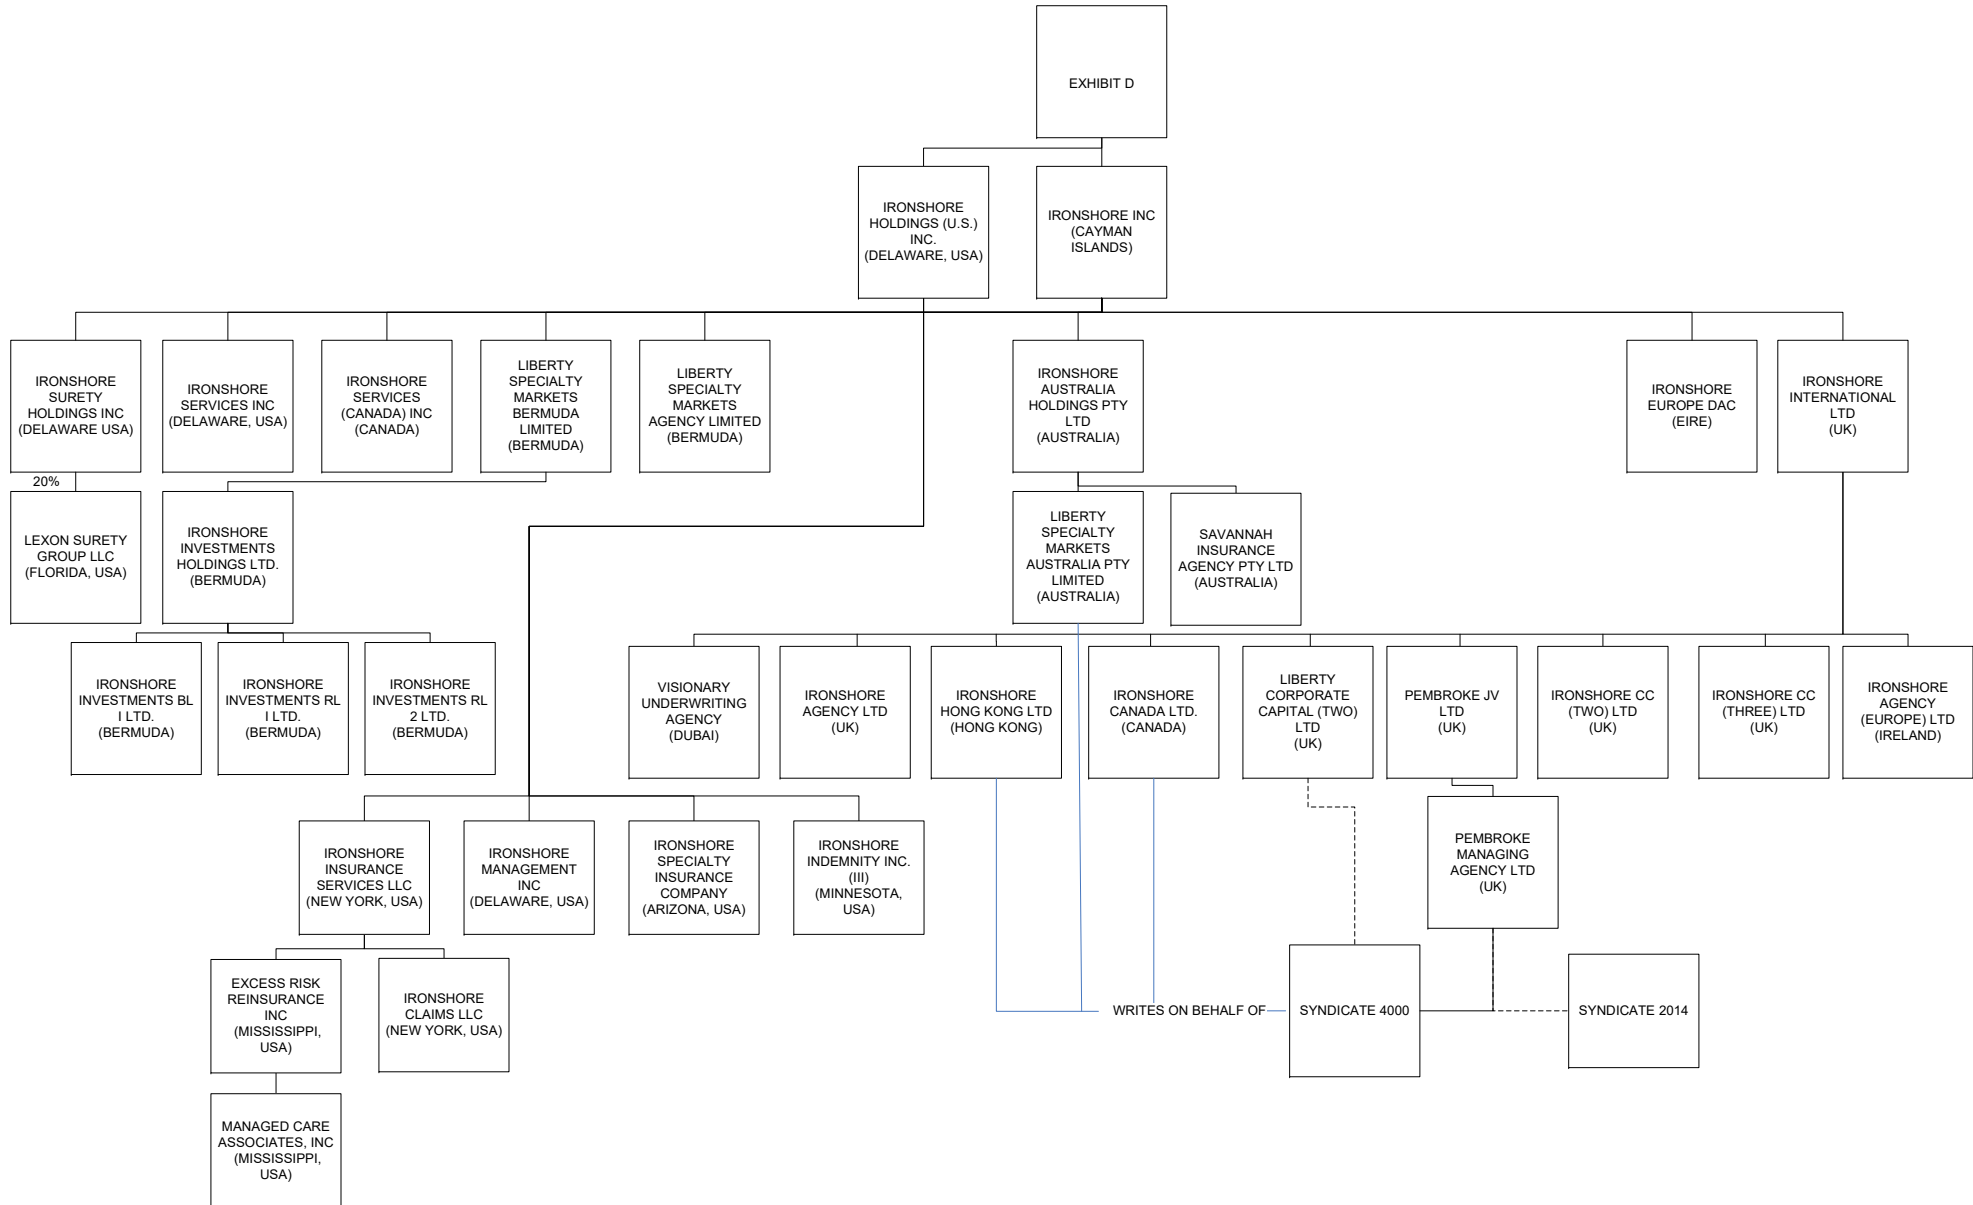 EXHIBIT D
IRONSHORE
HOLDINGS (U.S.)
INC.
(DELAWARE, USA)
IRONSHORE INC
(CAYMAN
ISLANDS)
IRONSHORE
SURETY
HOLDINGS INC
(DELAWARE USA)
IRONSHORE
SERVICES INC
(DELAWARE, USA)
IRONSHORE
SERVICES
(CANADA) INC
(CANADA)
LIBERTY
SPECIALTY
MARKETS
BERMUDA
LIMITED
(BERMUDA)
LIBERTY
SPECIALTY
MARKETS
AGENCY LIMITED
(BERMUDA)
IRONSHORE
AUSTRALIA
HOLDINGS PTY
LTD
(AUSTRALIA)
IRONSHORE
EUROPE DAC
(EIRE)
IRONSHORE
INTERNATIONAL
LTD
(UK)
20%
LEXON SURETY
GROUP LLC
(FLORIDA, USA)
IRONSHORE
INVESTMENTS
HOLDINGS LTD.
(BERMUDA)
LIBERTY
SPECIALTY
MARKETS
AUSTRALIA PTY
LIMITED
(AUSTRALIA)
SAVANNAH
INSURANCE
AGENCY PTY LTD
(AUSTRALIA)
IRONSHORE
INVESTMENTS BL
I LTD.
(BERMUDA)
IRONSHORE
INVESTMENTS RL
I LTD.
(BERMUDA)
IRONSHORE
INVESTMENTS RL
2 LTD.
(BERMUDA)
VISIONARY
UNDERWRITING
AGENCY
(DUBAI)
IRONSHORE
AGENCY LTD
(UK)
IRONSHORE
HONG KONG LTD
(HONG KONG)
IRONSHORE
CANADA LTD.
(CANADA)
LIBERTY
CORPORATE
CAPITAL (TWO)
LTD
(UK)
PEMBROKE JV
LTD
(UK)
IRONSHORE CC
(TWO) LTD
(UK)
IRONSHORE CC
(THREE) LTD
(UK)
IRONSHORE
AGENCY
(EUROPE) LTD
(IRELAND)
IRONSHORE
INSURANCE
SERVICES LLC
(NEW YORK, USA)
IRONSHORE
MANAGEMENT
INC
(DELAWARE, USA)
IRONSHORE
SPECIALTY
INSURANCE
COMPANY
(ARIZONA, USA)
IRONSHORE
INDEMNITY INC.
(III)
(MINNESOTA,
USA)
PEMBROKE
MANAGING
AGENCY LTD
(UK)
EXCESS RISK
REINSURANCE
INC
(MISSISSIPPI,
USA)
IRONSHORE
CLAIMS LLC
(NEW YORK, USA)
WRITES ON BEHALF OF
SYNDICATE 4000
SYNDICATE 2014
MANAGED CARE
ASSOCIATES, INC
(MISSISSIPPI,
USA)